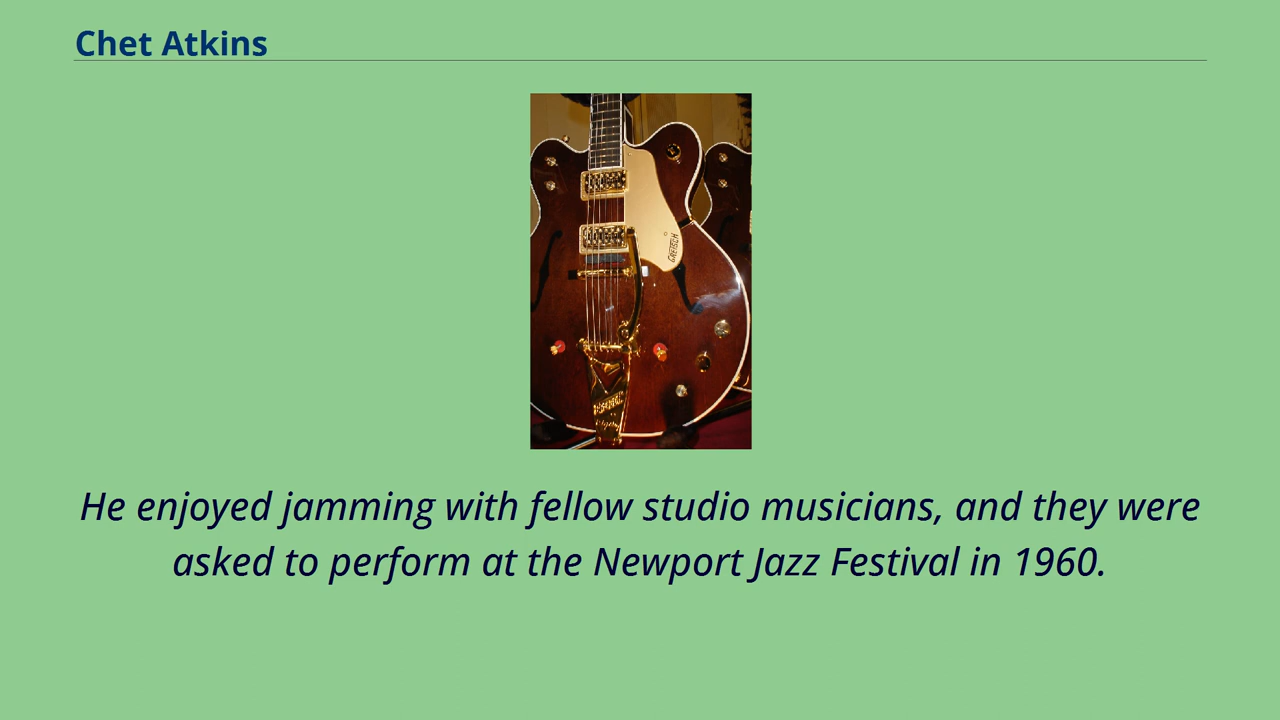 Chet Atkins
GRETSCH
He enjoyed jamming with fellow studio musicians, and they were
asked to perform at the Newport Jazz Festival in 1960.